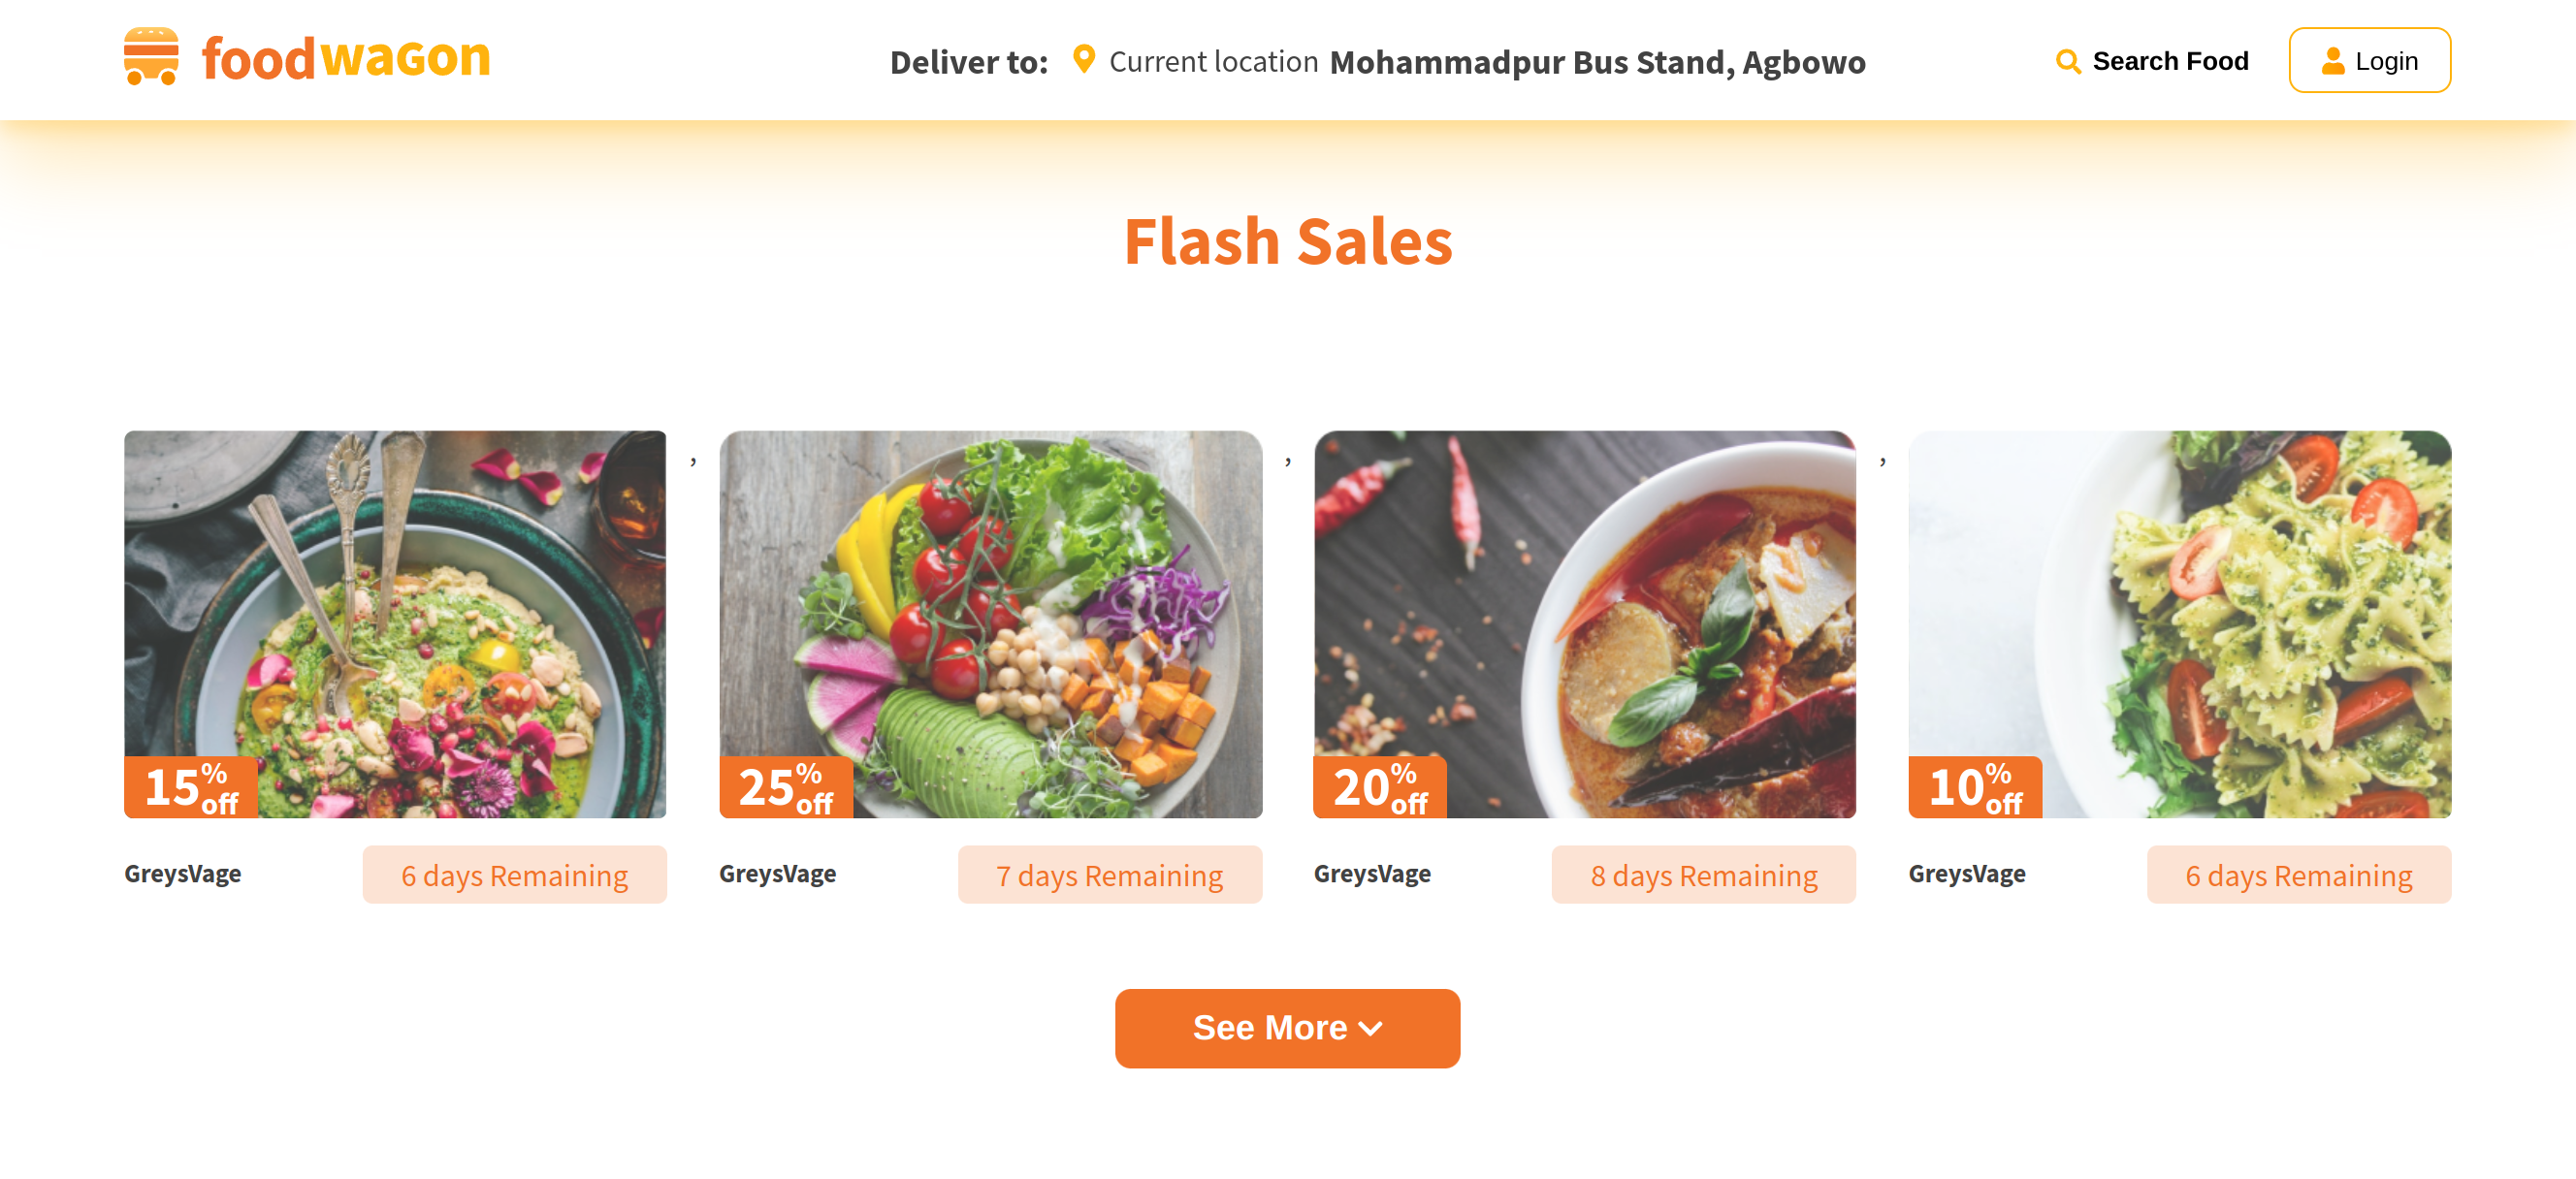 foodwagon
Deliver to: Current location Mohammadpur Bus Stand, Agbowo
Search Food
Login
Flash Sales
,
,
,
15% off
25% off
20% off
10% off
GreysVage
6 days Remaining
GreysVage
7 days Remaining
GreysVage
8 days Remaining
GreysVage
6 days Remaining
See More